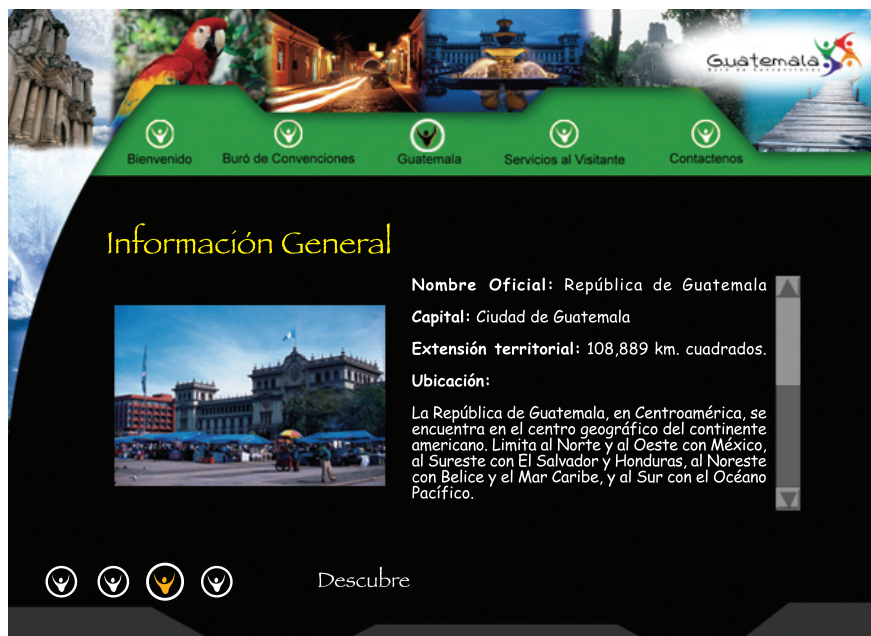 Guatemala
Buró de Convenciones
Bienvenido
Buró de Convenciones
Guatemala
Servicios al Visitante
Contactenos
Información General
Nombre Oficial: República de Guatemala
Capital: Ciudad de Guatemala
Extensión territorial: 108,889 km. cuadrados.
Ubicación:
La República de Guatemala, en Centroamérica, se
encuentra en el centro geográfico del continente
americano. Limita al Norte y al Oeste con México,
al Sureste con El Salvador y Honduras, al Noreste
con Belice y el Mar Caribe, y al Sur con el Océano
Pacífico.
Descubre